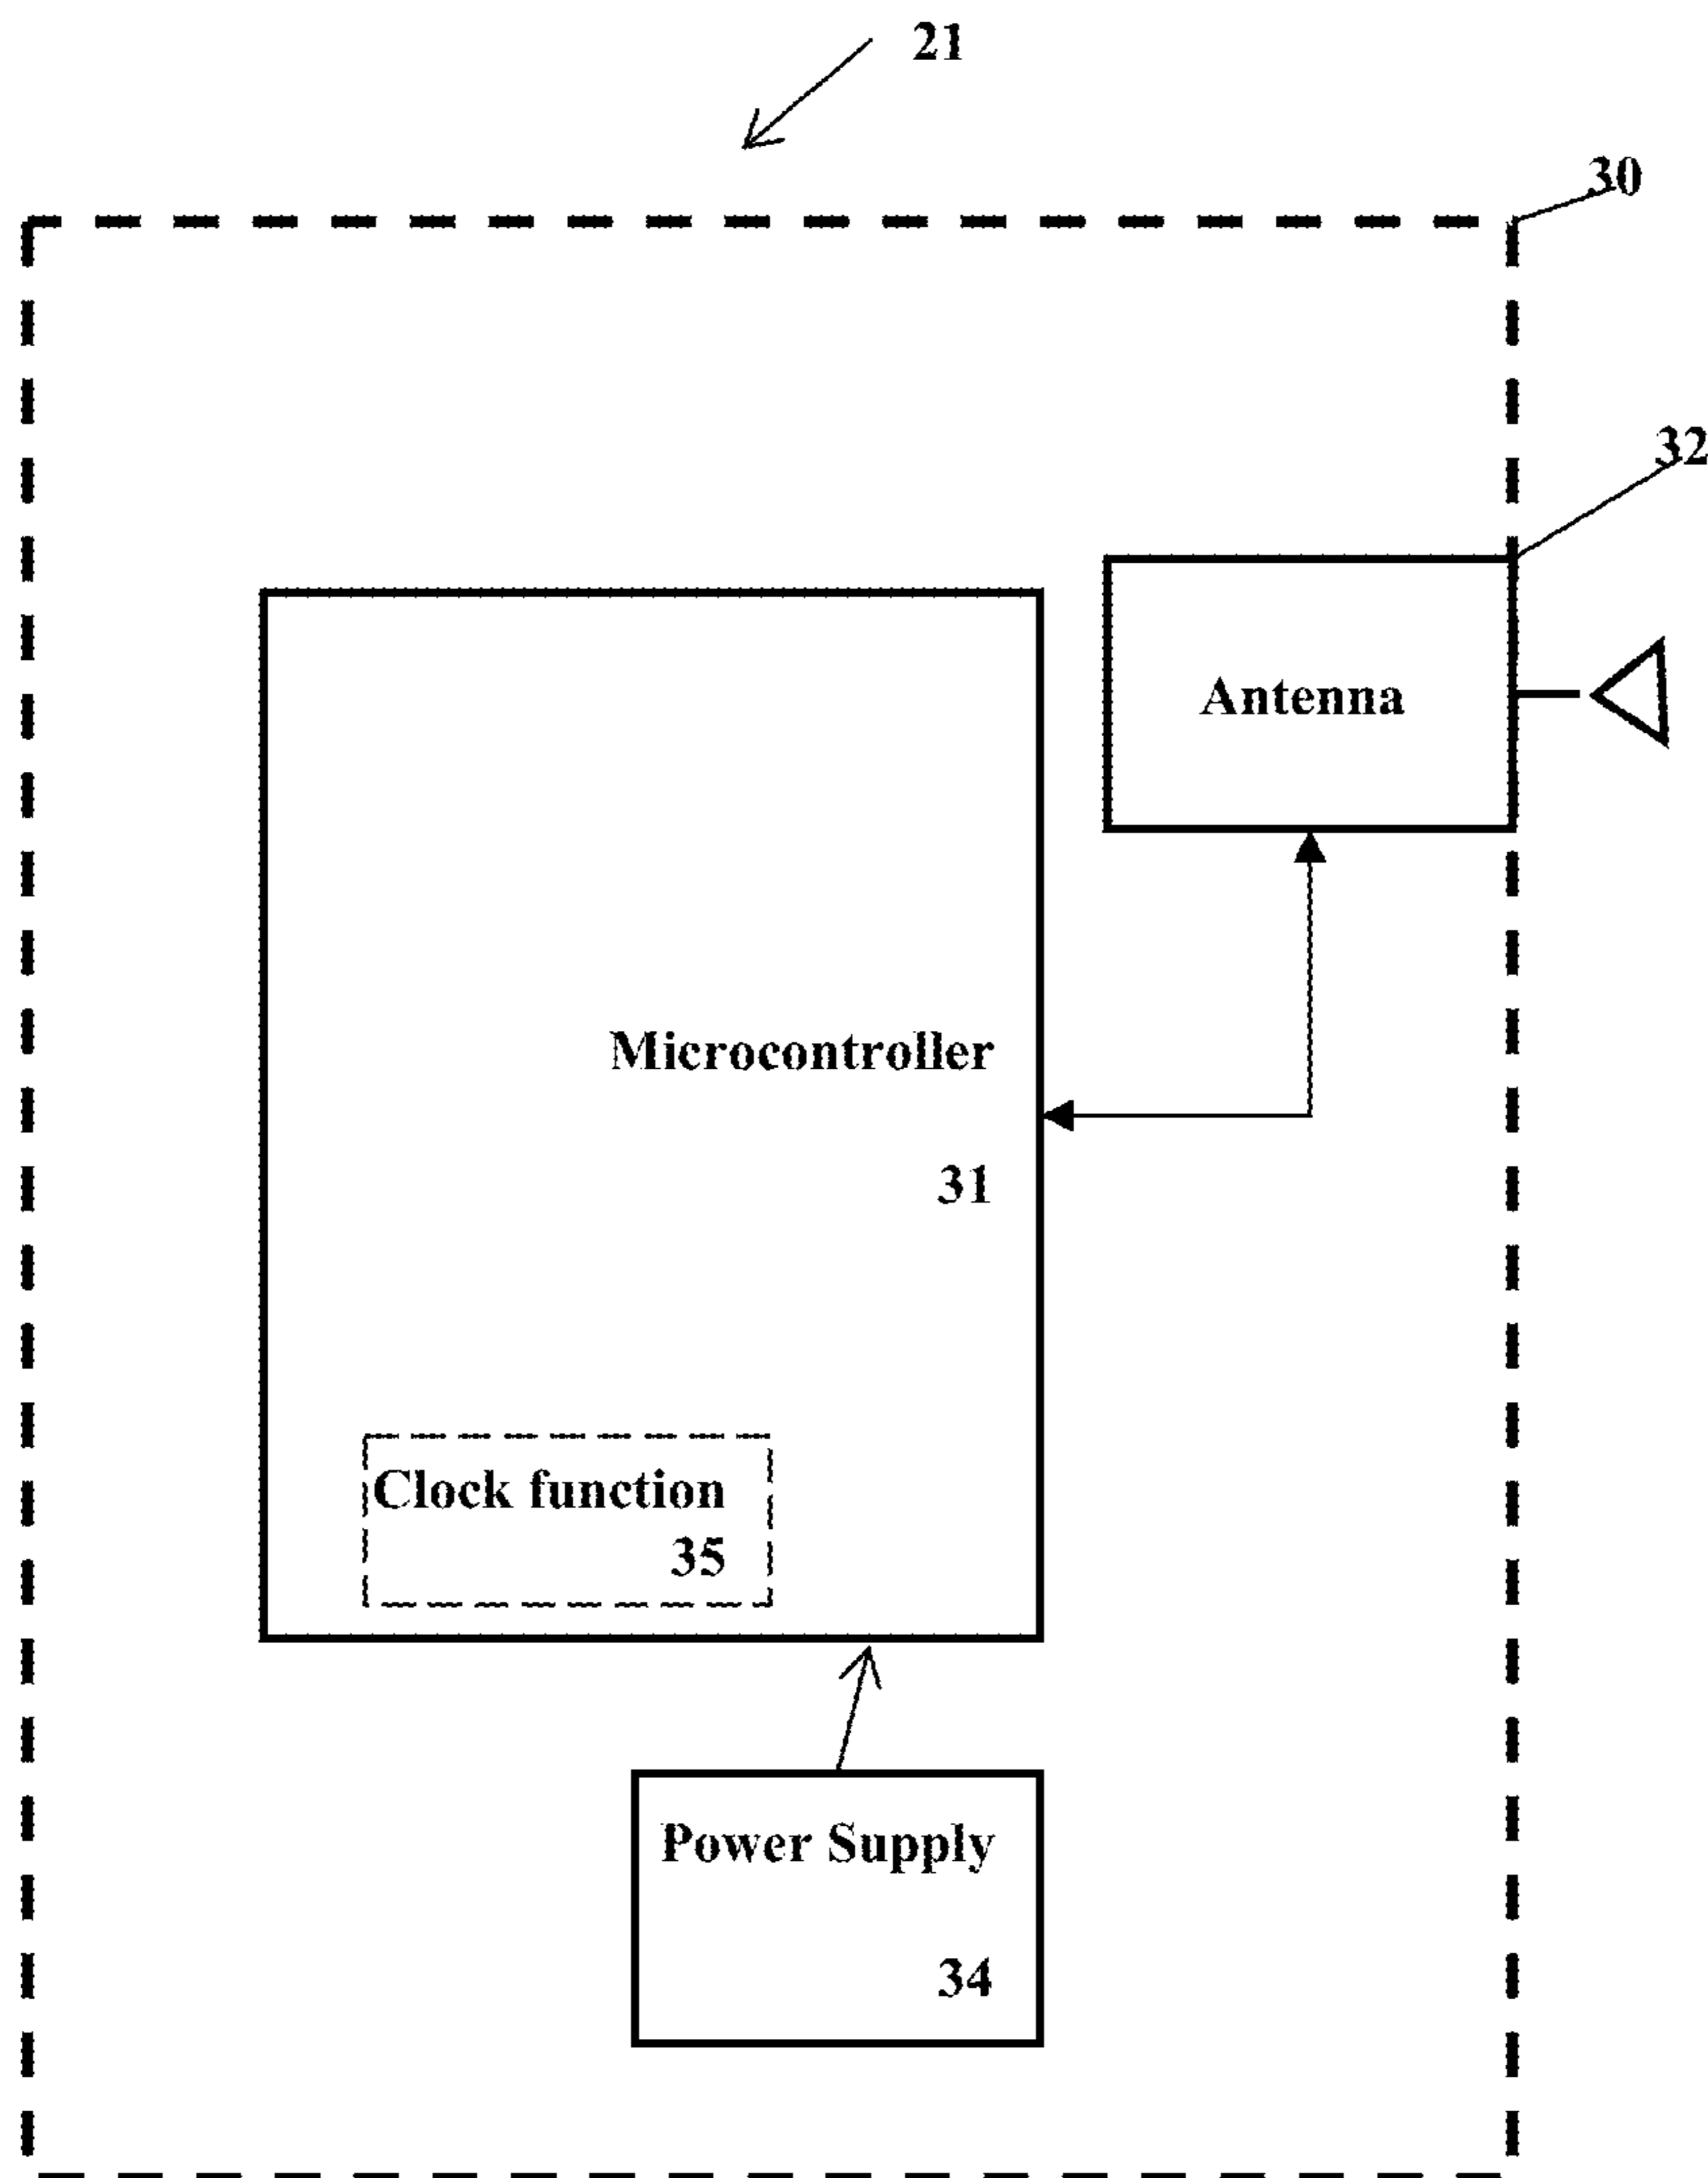 21
30
32
Antenna
Microcontroller
31
Clock function
35
Power Supply
34